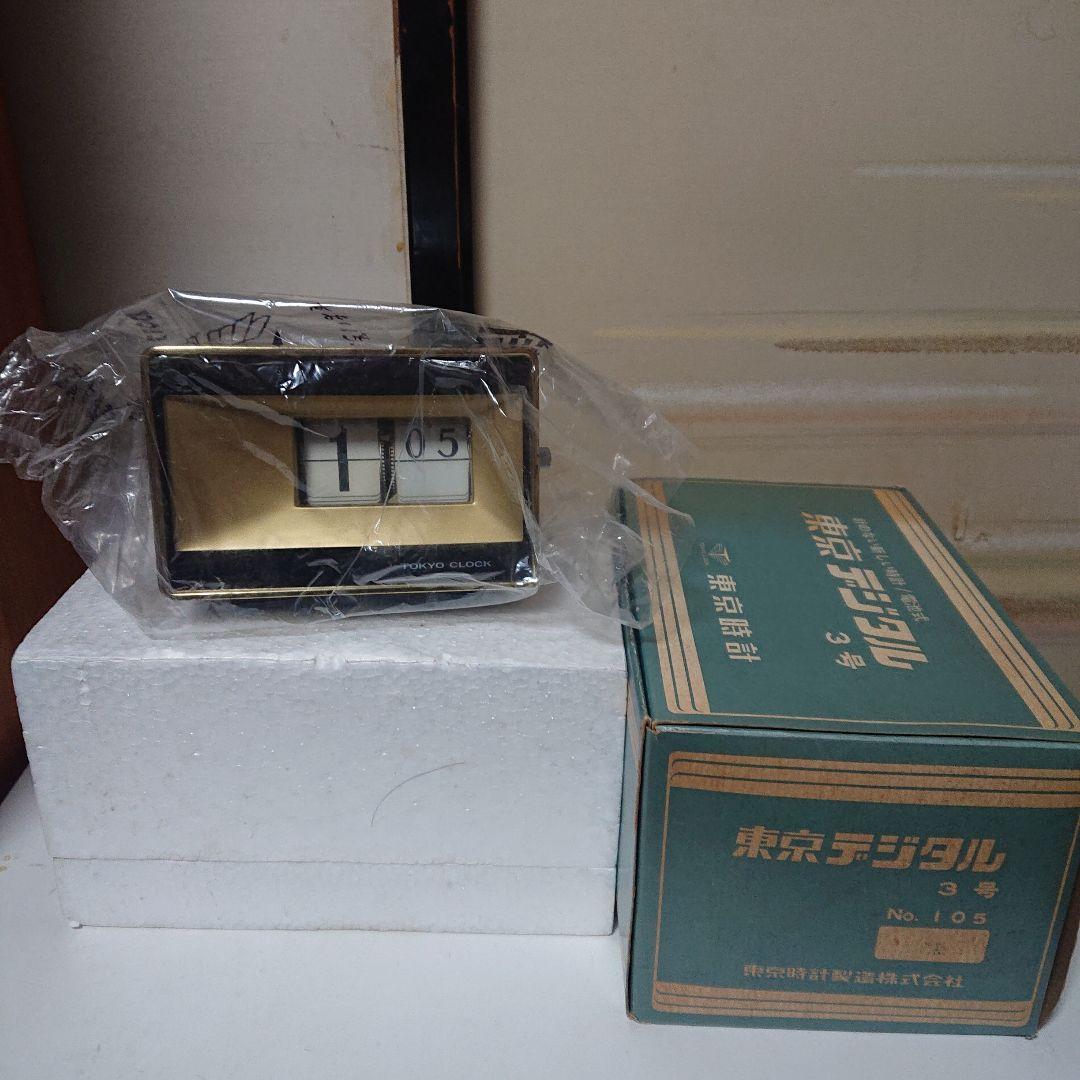 1 05
TOKYO CLOCK
東京デジタル
3号
東京時計
東京デジタル
3号
No. 105
東京時計製造株式会社